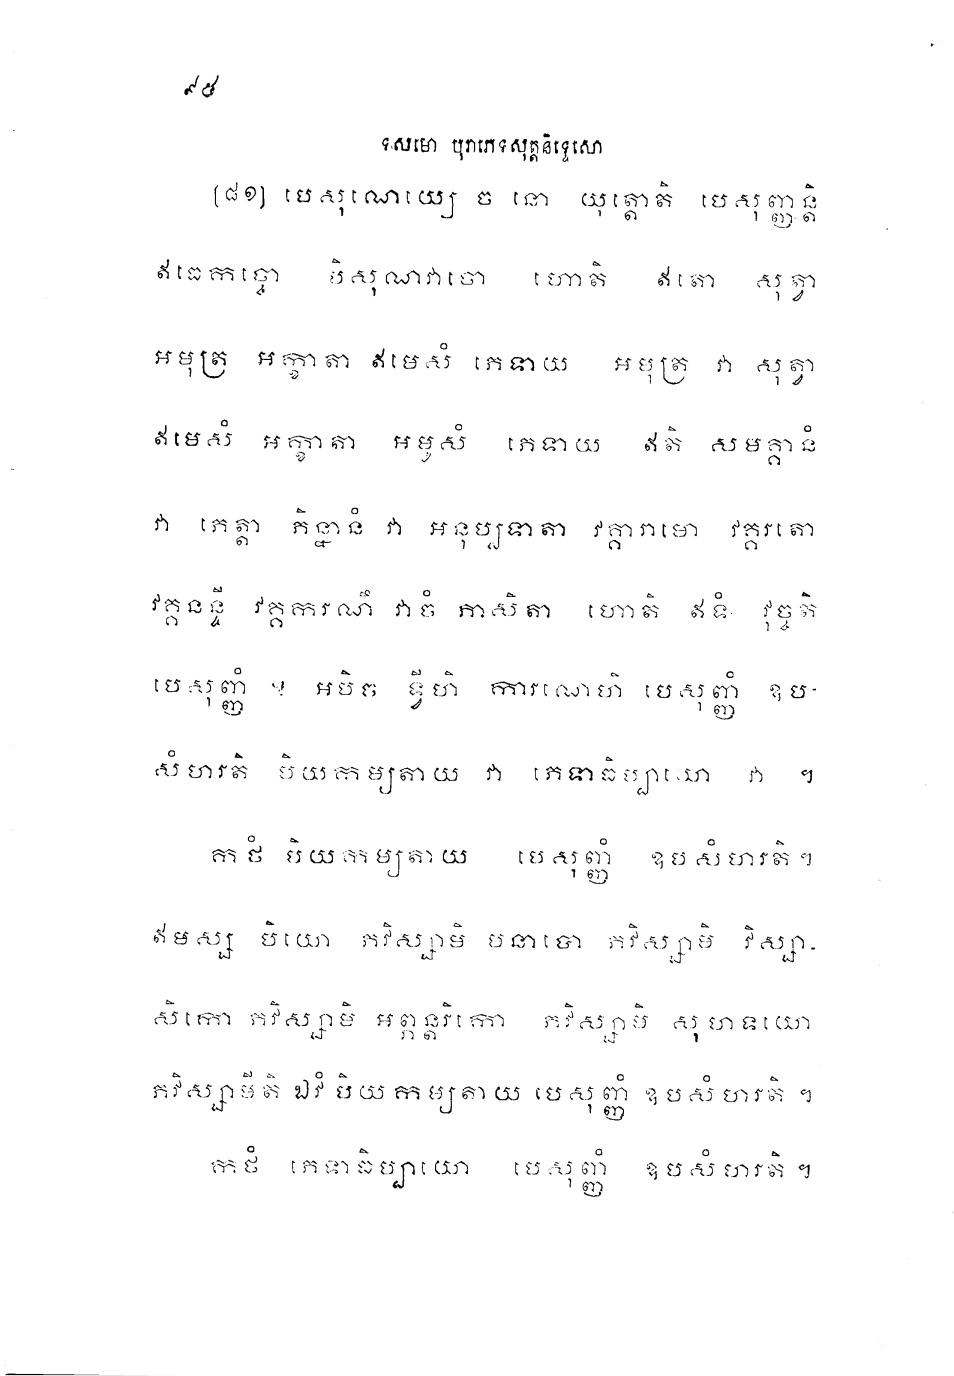 ៩៥
ទសមោ បុរាភេទសុត្តនិទ្ទេសោ
[៨១] បេសុណេយ្យេ ច នោ យុត្តោតិ បេសុញ្ញន្តិ
ឥធេកច្ចោ បិសុណាវាចោ ហោតិ ឥតោ សុត្វា
អមុត្រ អក្ខាតា ឥមេសំ ភេទាយ អមុត្រ វា សុត្វា
ឥមេសំ អក្ខាតា អមូសំ ភេទាយ ឥតិ សមគ្គានំ
វា ភេត្តា ភិន្នានំ វា អនុប្បទាតា វគ្គារាមោ វគ្គរតោ
វគ្គនន្ទី វគ្គករណឹ វាចំ ភាសិតា ហោតិ ឥទំ វុច្ចតិ
បេសុញ្ញំ ។ អបិច ទ្វីហិ ការណេហិ បេសុញ្ញំ ឧប-
សំហរតិ បិយកម្យតាយ វា ភេទាធិប្បាយោ វា ។
កថំ បិយកម្យតាយ បេសុញ្ញំ ឧបសំហរតិ ។
ឥមស្ស បិយោ ភវិស្សាមិ មនាបោ ភវិស្សាមិ វិស្សា-
សិកោ ភវិស្សាមិ អព្ភន្តរិកោ ភវិស្សាមិ សុហទយោ
ភវិស្សាមីតិ ឯវំ បិយកម្យតាយ បេសុញ្ញំ ឧបសំហរតិ ។
កថំ ភេទាធិប្បាយោ បេសុញ្ញំ ឧបសំហរតិ ។